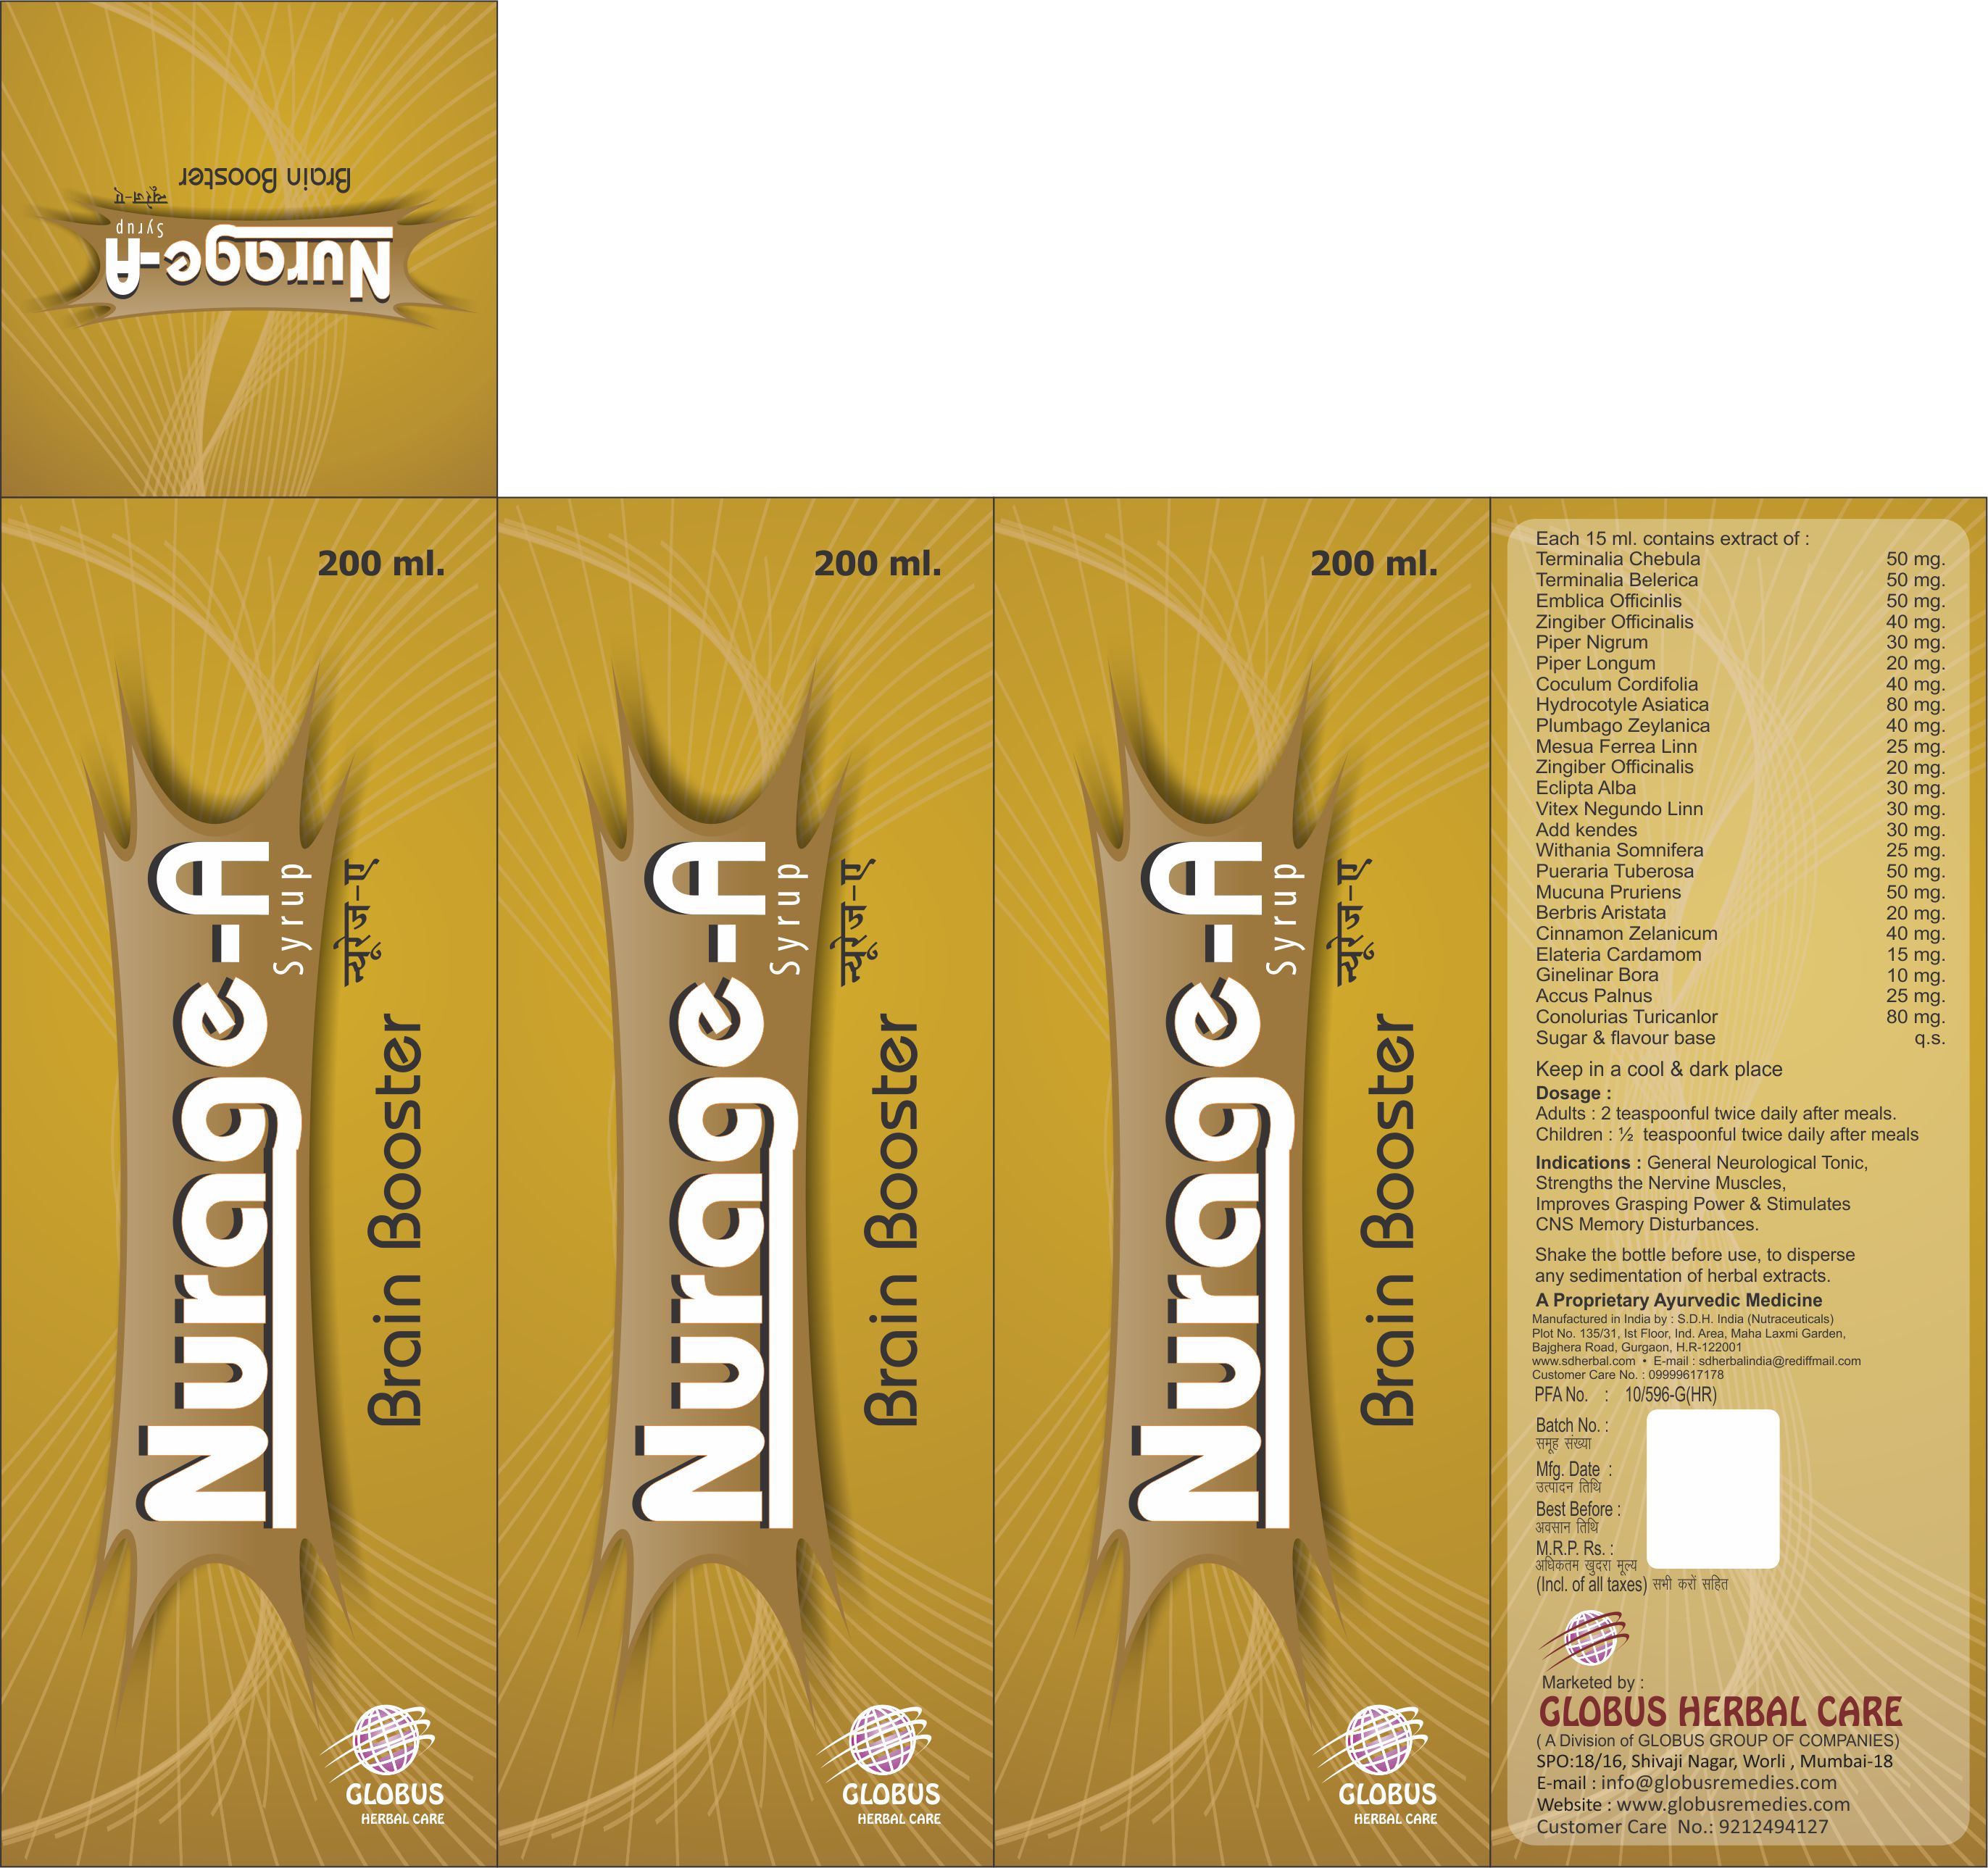 Brain Booster
न्यूरेज-ए
Syrup
Nurage-A
200 ml.
Nurage-A
Syrup
न्यूरेज-ए
Brain Booster
GLOBUS
HERBAL CARE
200 ml.
Nurage-A
Syrup
न्यूरेज-ए
Brain Booster
GLOBUS
HERBAL CARE
200 ml.
Nurage-A
Syrup
न्यूरेज-ए
Brain Booster
GLOBUS
HERBAL CARE
Each 15 ml. contains extract of :
Terminalia Chebula 50 mg.
Terminalia Belerica 50 mg.
Emblica Officinlis 50 mg.
Zingiber Officinalis 40 mg.
Piper Nigrum 30 mg.
Piper Longum 20 mg.
Coculum Cordifolia 40 mg.
Hydrocotyle Asiatica 80 mg.
Plumbago Zeylanica 40 mg.
Mesua Ferrea Linn 25 mg.
Zingiber Officinalis 20 mg.
Eclipta Alba 30 mg.
Vitex Negundo Linn 30 mg.
Add kendes 30 mg.
Withania Somnifera 25 mg.
Pueraria Tuberosa 50 mg.
Mucuna Pruriens 50 mg.
Berbris Aristata 20 mg.
Cinnamon Zelanicum 40 mg.
Elateria Cardamom 15 mg.
Ginelinar Bora 10 mg.
Accus Palnus 25 mg.
Conolurias Turicanlor 80 mg.
Sugar & flavour base q.s.
Keep in a cool & dark place
Dosage :
Adults : 2 teaspoonful twice daily after meals.
Children : ½ teaspoonful twice daily after meals
Indications : General Neurological Tonic,
Strengths the Nervine Muscles,
Improves Grasping Power & Stimulates
CNS Memory Disturbances.
Shake the bottle before use, to disperse
any sedimentation of herbal extracts.
A Proprietary Ayurvedic Medicine
Manufactured in India by : S.D.H. India (Nutraceuticals)
Plot No. 135/31, Ist Floor, Ind. Area, Maha Laxmi Garden,
Bajghera Road, Gurgaon, H.R-122001
www.sdherbal.com • E-mail : sdherbalindia@rediffmail.com
Customer Care No. : 09999617178
PFA No. : 10/596-G(HR)
Batch No. :
समूह संख्या
Mfg. Date :
उत्पादन तिथि
Best Before :
अवसान तिथि
M.R.P. Rs. :
अधिकतम खुदरा मूल्य
(Incl. of all taxes) सभी करों सहित
Marketed by :
GLOBUS HERBAL CARE
( A Division of GLOBUS GROUP OF COMPANIES)
SPO:18/16, Shivaji Nagar, Worli , Mumbai-18
E-mail : info@globusremedies.com
Website : www.globusremedies.com
Customer Care No.: 9212494127